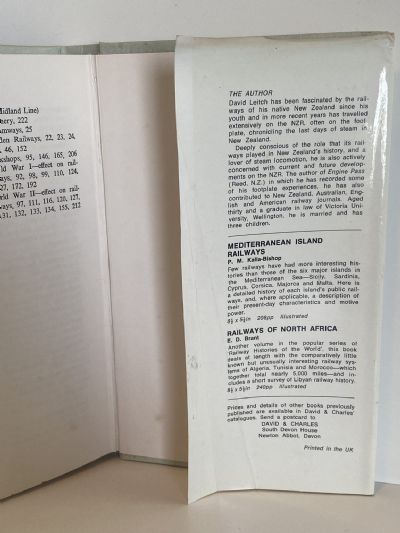 Midland Line)
erry, 222
amways, 25
den Railways, 22, 23, 24,
, 46, 152
kshops, 95, 146, 165, 206
ld War I—effect on rail-
ays, 92, 98, 99, 110, 124,
27, 172, 192
rld War II—effect on rail-
ays, 97, 111, 116, 120, 127,
31, 132, 133, 134, 155, 212
THE AUTHOR
David Leitch has been fascinated by the rail-
ways of his native New Zealand since his
youth and in more recent years has travelled
extensively on the NZR, often on the foot-
plate, chronicling the last days of steam in
New Zealand.
Deeply conscious of the role that its rail-
ways played in New Zealand's history, and a
lover of steam locomotion, he is also actively
concerned with current and future develop-
ments on the NZR. The author of Engine Pass
(Reed, N.Z.) in which he has recorded some
of his footplate experiences, he has also
contributed to New Zealand, Australian, Eng-
lish and American railway journals. Aged
thirty and a graduate in law of Victoria Uni-
versity, Wellington, he is married and has
three children.
MEDITERRANEAN ISLAND
RAILWAYS
P. M. Kalla-Bishop
Few railways have had more interesting his-
tories than those of the six major islands in
the Mediterranean Sea—Sicily, Sardinia,
Cyprus, Corsica, Majorca and Malta. Here is
a detailed history of each island's public rail-
ways, and, where applicable, a description of
their present-day characteristics and motive
power.
8½ x 5½in 208pp Illustrated
RAILWAYS OF NORTH AFRICA
E. D. Brant
Another volume in the popular series of
'Railway Histories of the World', this book
deals at length with the comparatively little
known but unusually interesting railway sys-
tems of Algeria, Tunisia and Morocco—which
together total nearly 5,000 miles—and in-
cludes a short survey of Libyan railway history.
8½ x 5½in 240pp Illustrated
Prices and details of other books previously
published are available in David & Charles'
catalogues. Send a postcard to
DAVID & CHARLES
South Devon House
Newton Abbot, Devon
Printed in the UK